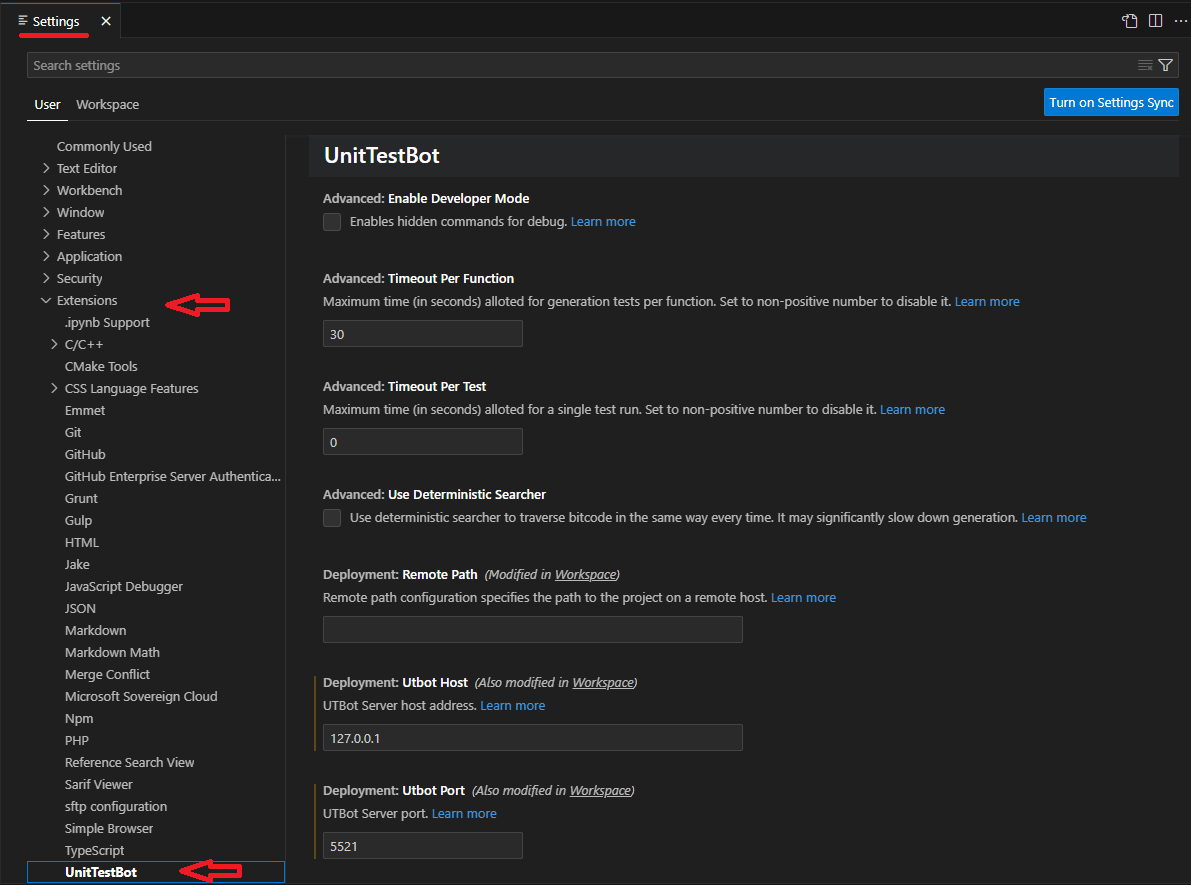 Settings
Search settings
User Workspace
Turn on Settings Sync
Commonly Used
Text Editor
Workbench
Window
Features
Application
Security
Extensions
.ipynb Support
C/C++
CMake Tools
CSS Language Features
Emmet
Git
GitHub
GitHub Enterprise Server Authentica...
Grunt
Gulp
HTML
Jake
JavaScript Debugger
JSON
Markdown
Markdown Math
Merge Conflict
Microsoft Sovereign Cloud
Npm
PHP
Reference Search View
Sarif Viewer
sftp configuration
Simple Browser
TypeScript
UnitTestBot
UnitTestBot
Advanced: Enable Developer Mode
Enables hidden commands for debug. Learn more
Advanced: Timeout Per Function
Maximum time (in seconds) alloted for generation tests per function. Set to non-positive number to disable it. Learn more
30
Advanced: Timeout Per Test
Maximum time (in seconds) alloted for a single test run. Set to non-positive number to disable it. Learn more
0
Advanced: Use Deterministic Searcher
Use deterministic searcher to traverse bitcode in the same way every time. It may significantly slow down generation. Learn more
Deployment: Remote Path (Modified in Workspace)
Remote path configuration specifies the path to the project on a remote host. Learn more
Deployment: Utbot Host (Also modified in Workspace)
UTBot Server host address. Learn more
127.0.0.1
Deployment: Utbot Port (Also modified in Workspace)
UTBot Server port. Learn more
5521